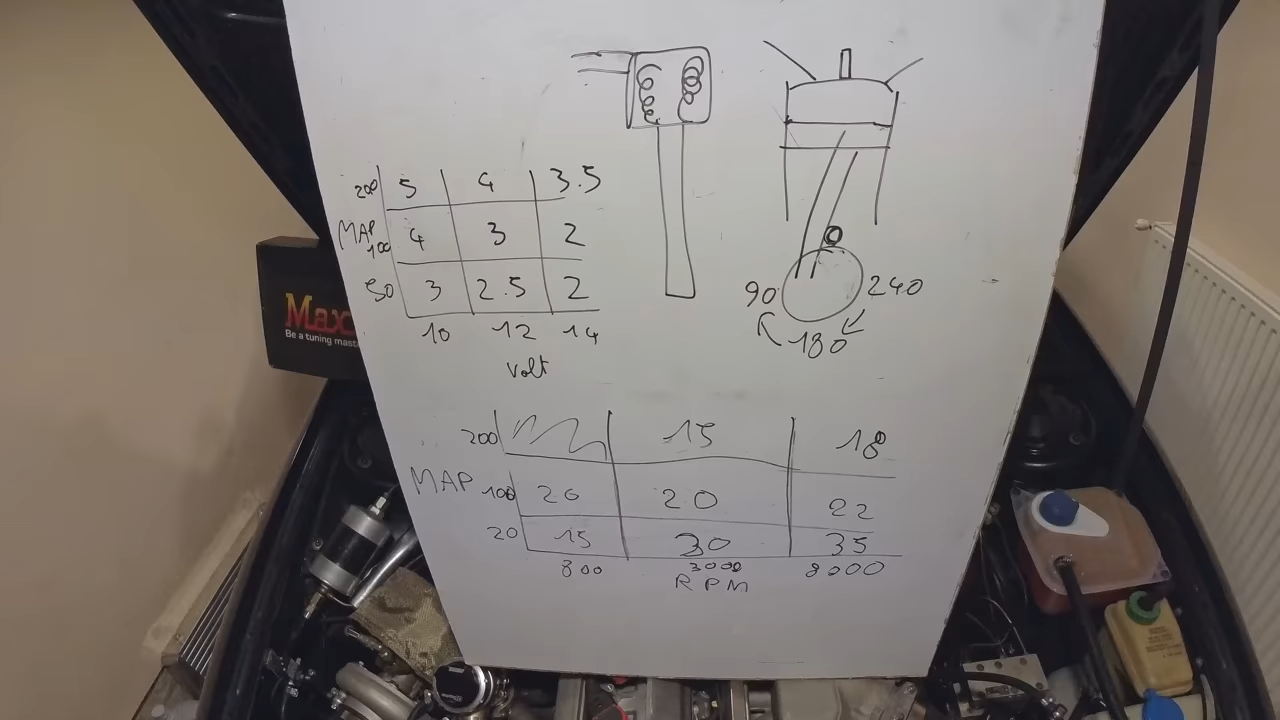 200 5 4 3.5
MAP 100 4 3 2
50 3 2.5 2
10 12 14
Volt
90 240
180
Max
Be a tuning mast
200 15 18
MAP 100 20 20 22
20 15 30 35
800 3000 8000
RPM